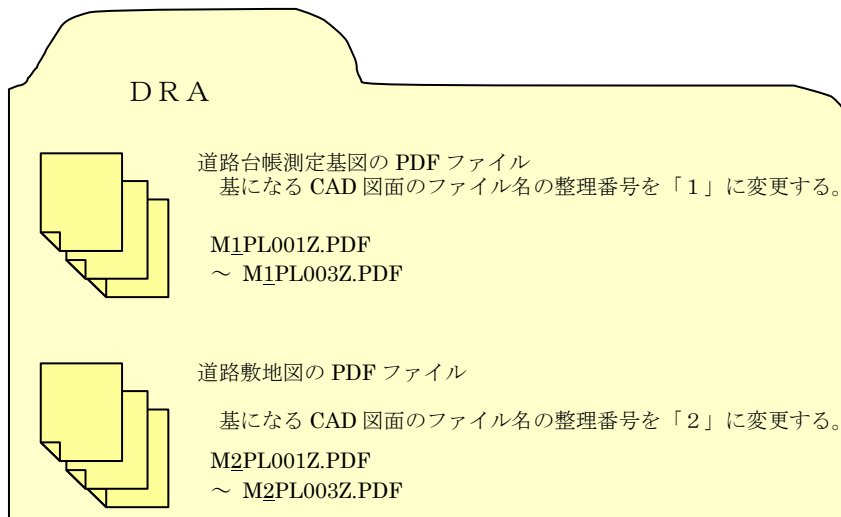 ＤＲＡ
道路台帳測定基図の PDF ファイル
基になる CAD 図面のファイル名の整理番号を「１」に変更する。
M1PL001Z.PDF
～ M1PL003Z.PDF
道路敷地図の PDF ファイル
基になる CAD 図面のファイル名の整理番号を「２」に変更する。
M2PL001Z.PDF
～ M2PL003Z.PDF